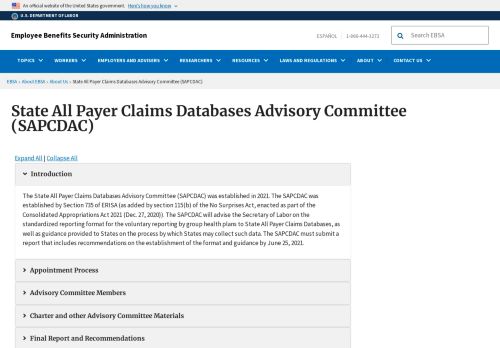 An official website of the United States government. Here's how you know
U.S. DEPARTMENT OF LABOR
Employee Benefits Security Administration
ESPAÑOL | 1-866-444-3272
Search EBSA
TOPICS WORKERS EMPLOYERS AND ADVISERS RESEARCHERS RESOURCES LAWS AND REGULATIONS ABOUT CONTACT US
EBSA › About EBSA › About Us › State All Payer Claims Databases Advisory Committee (SAPCDAC)
State All Payer Claims Databases Advisory Committee
(SAPCDAC)
Expand All | Collapse All
Introduction
The State All Payer Claims Databases Advisory Committee (SAPCDAC) was established in 2021. The SAPCDAC was
established by Section 735 of ERISA (as added by section 115(b) of the No Surprises Act, enacted as part of the
Consolidated Appropriations Act 2021 (Dec. 27, 2020)). The SAPCDAC will advise the Secretary of Labor on the
standardized reporting format for the voluntary reporting by group health plans to State All Payer Claims Databases, as
well as guidance provided to States on the process by which States may collect such data. The SAPCDAC must submit a
report that includes recommendations on the establishment of the format and guidance by June 25, 2021.
Appointment Process
Advisory Committee Members
Charter and other Advisory Committee Materials
Final Report and Recommendations